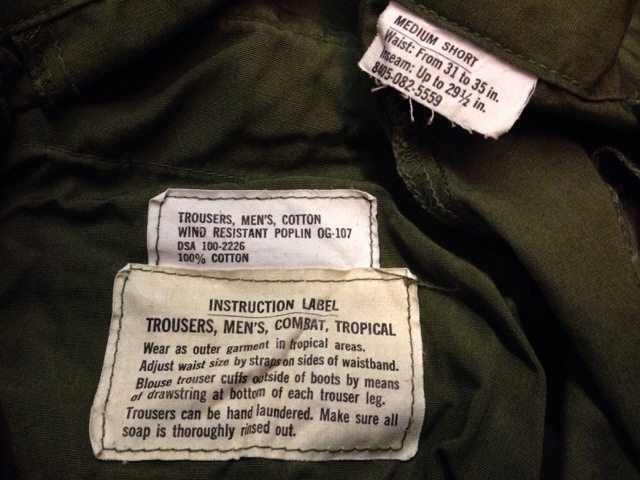 MEDIUM SHORT
Waist: From 31 to 35 in.
Inseam: Up to 29½ in.
8405-082-5559
TROUSERS, MEN'S, COTTON
WIND RESISTANT POPLIN OG-107
DSA 100-2226
100% COTTON
INSTRUCTION LABEL
TROUSERS, MEN'S, COMBAT, TROPICAL
Wear as outer garment in tropical areas.
Adjust waist size by straps on sides of waistband.
Blouse trouser cuffs outside of boots by means
of drawstring at bottom of each trouser leg.
Trousers can be hand laundered. Make sure all
soap is thoroughly rinsed out.